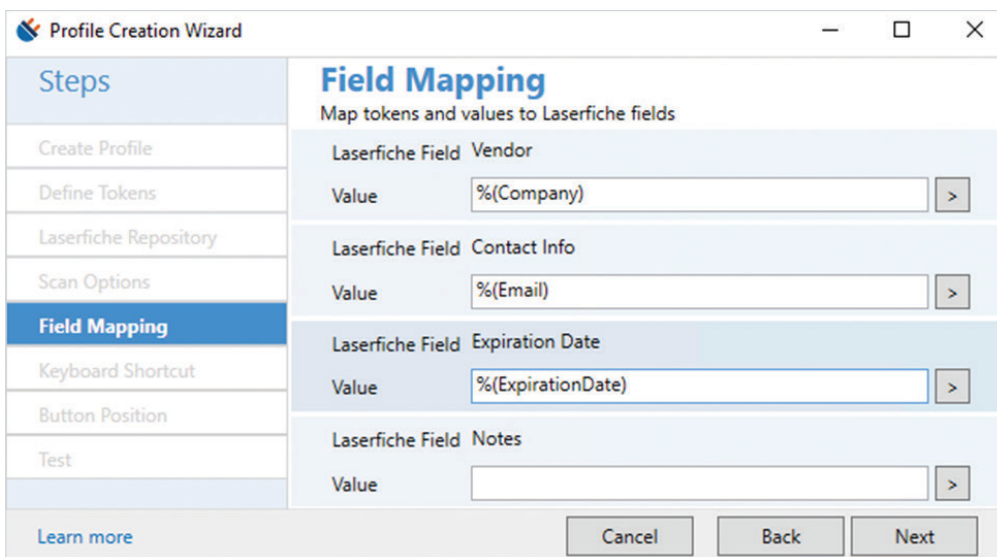 Profile Creation Wizard
Steps
Create Profile
Define Tokens
Laserfiche Repository
Scan Options
Field Mapping
Keyboard Shortcut
Button Position
Test
Learn more
Field Mapping
Map tokens and values to Laserfiche fields
Laserfiche Field Vendor
Value %(Company) >
Laserfiche Field Contact Info
Value %(Email) >
Laserfiche Field Expiration Date
Value %(ExpirationDate) >
Laserfiche Field Notes
Value >
Cancel Back Next